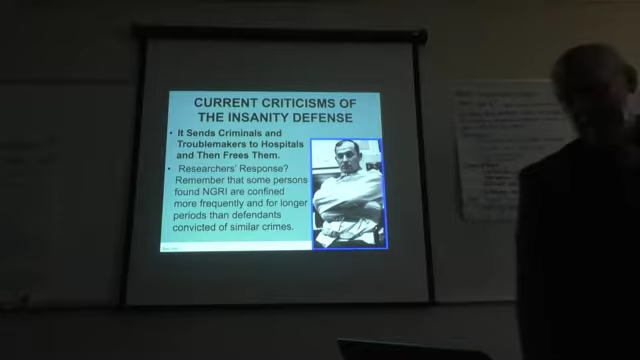 CURRENT CRITICISMS OF
THE INSANITY DEFENSE
• It Sends Criminals and
Troublemakers to Hospitals
and Then Frees Them.
• Researchers' Response?
Remember that some persons
found NGRI are confined
more frequently and for longer
periods than defendants
convicted of similar crimes.